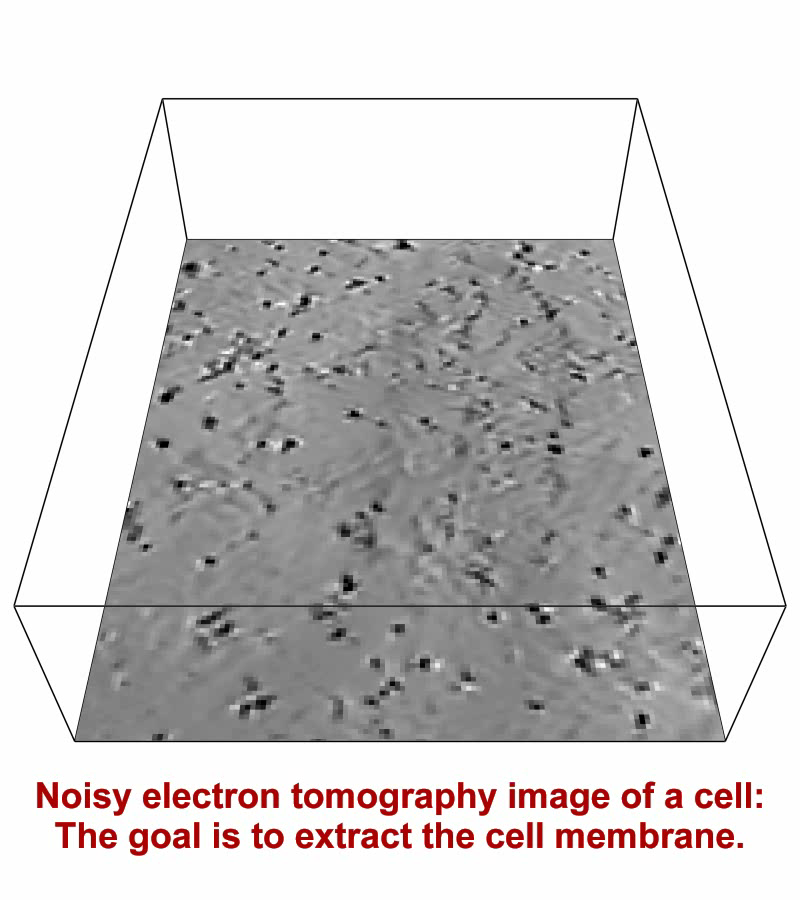 Noisy electron tomography image of a cell:
The goal is to extract the cell membrane.